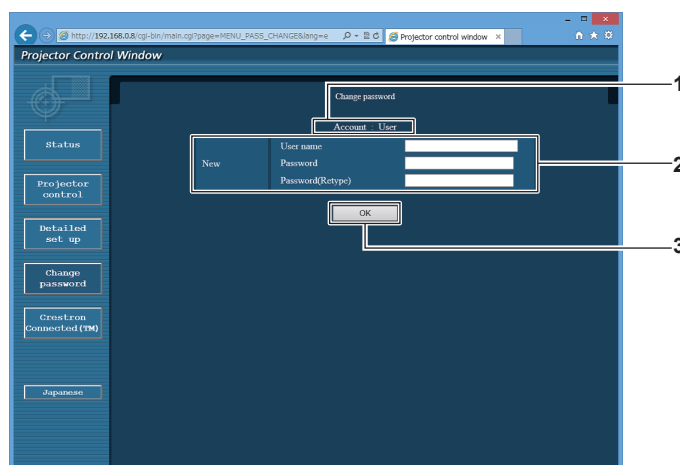 http://192.168.0.8/cgi-bin/main.cgi?page=MENU_PASS_CHANGE&lang=e
Projector control window
Projector Control Window
Change password
1
Account : User
Status
User name
New
Password
2
Password(Retype)
Projector
control
OK
Detailed
set up
3
Change
password
Crestron
Connected(TM)
Japanese